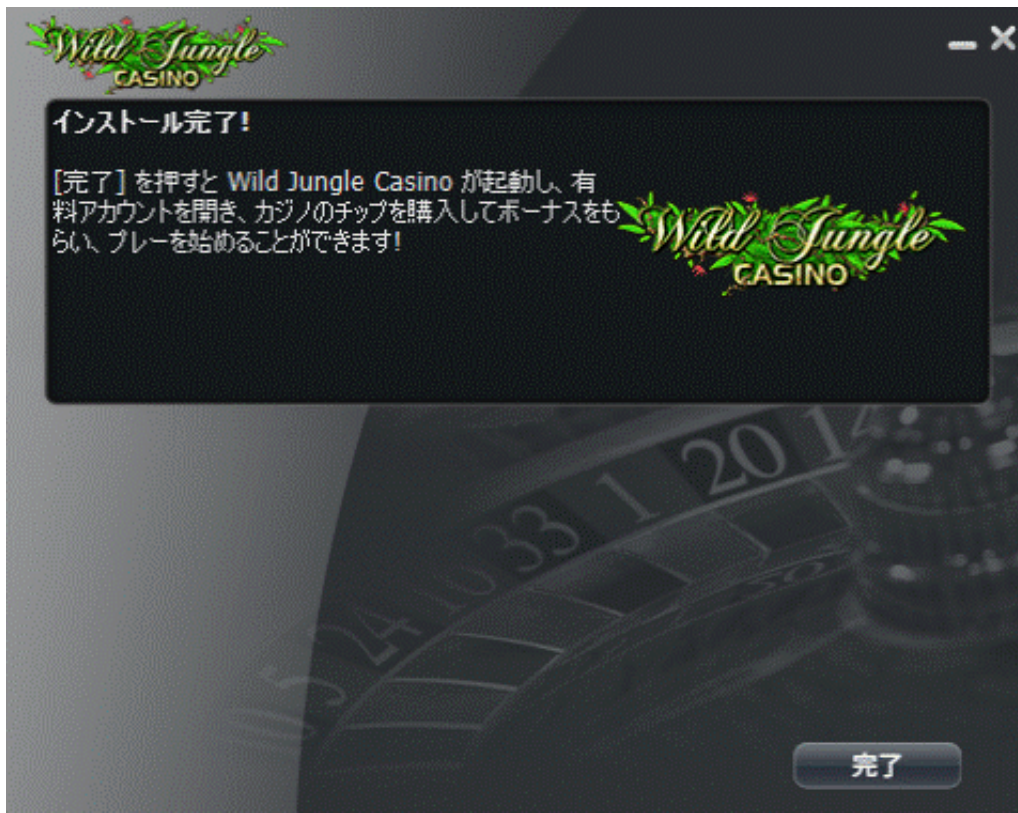 Wild Jungle
CASINO
インストール完了!
[完了] を押すと Wild Jungle Casino が起動し、有
料アカウントを開き、カジノのチップを購入してボーナスをも
らい、プレーを始めることができます!
Wild Jungle
CASINO
20 14
1
33
10
24
5
完了